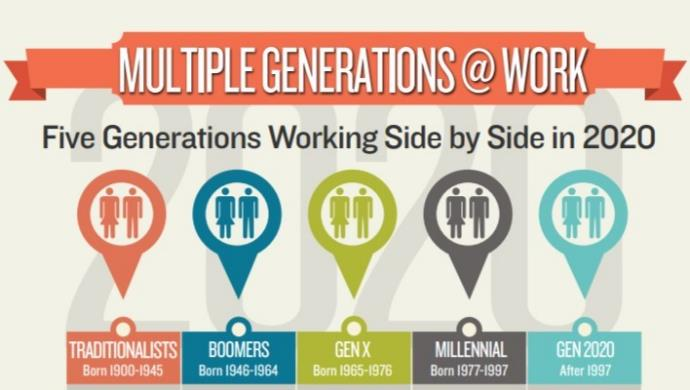 MULTIPLE GENERATIONS @ WORK
Five Generations Working Side by Side in 2020
2020
TRADITIONALISTS
Born 1900-1945
BOOMERS
Born 1946-1964
GEN X
Born 1965-1976
MILLENNIAL
Born 1977-1997
GEN 2020
After 1997